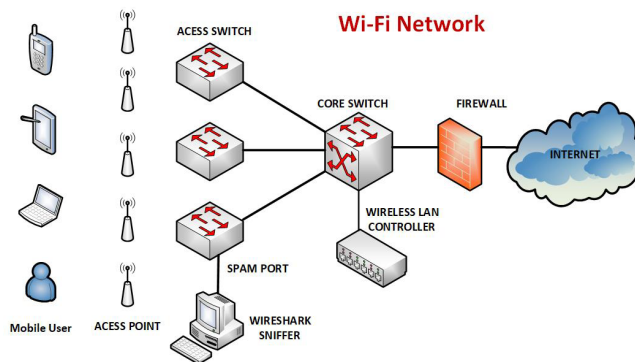 Wi-Fi Network
ACESS SWITCH
CORE SWITCH
FIREWALL
INTERNET
WIRELESS LAN
CONTROLLER
SPAM PORT
WIRESHARK
SNIFFER
Mobile User
ACESS POINT